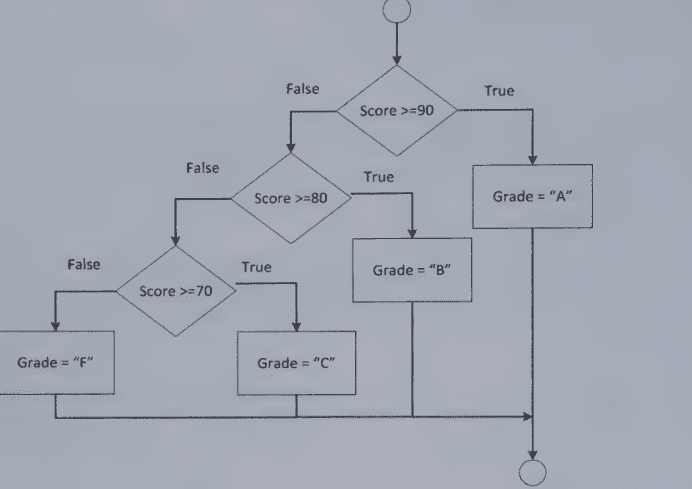 False
True
Score >=90
False
True
Score >=80
Grade = "A"
False
True
Grade = "B"
Score >=70
Grade = "F"
Grade = "C"